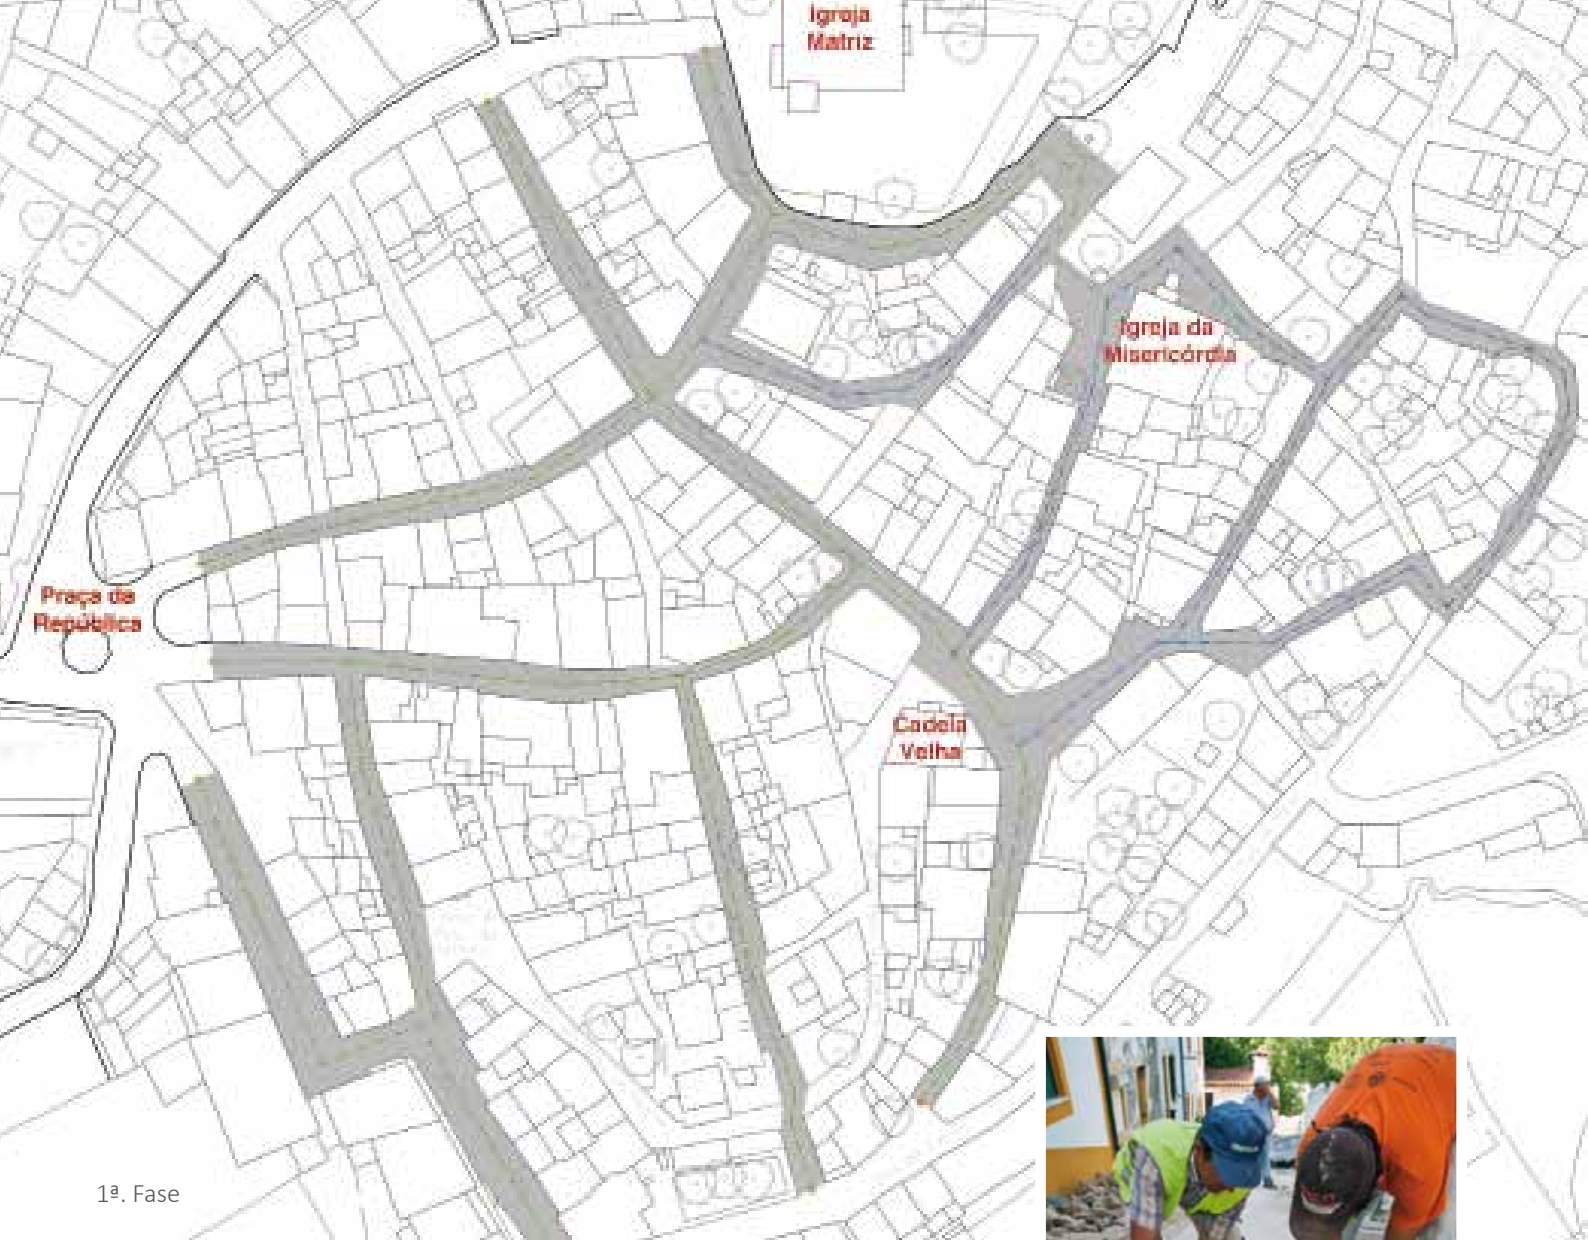 Igreja
Matriz
Igreja da
Misericórdia
Praça da
República
Cadeia
Velha
1ª. Fase